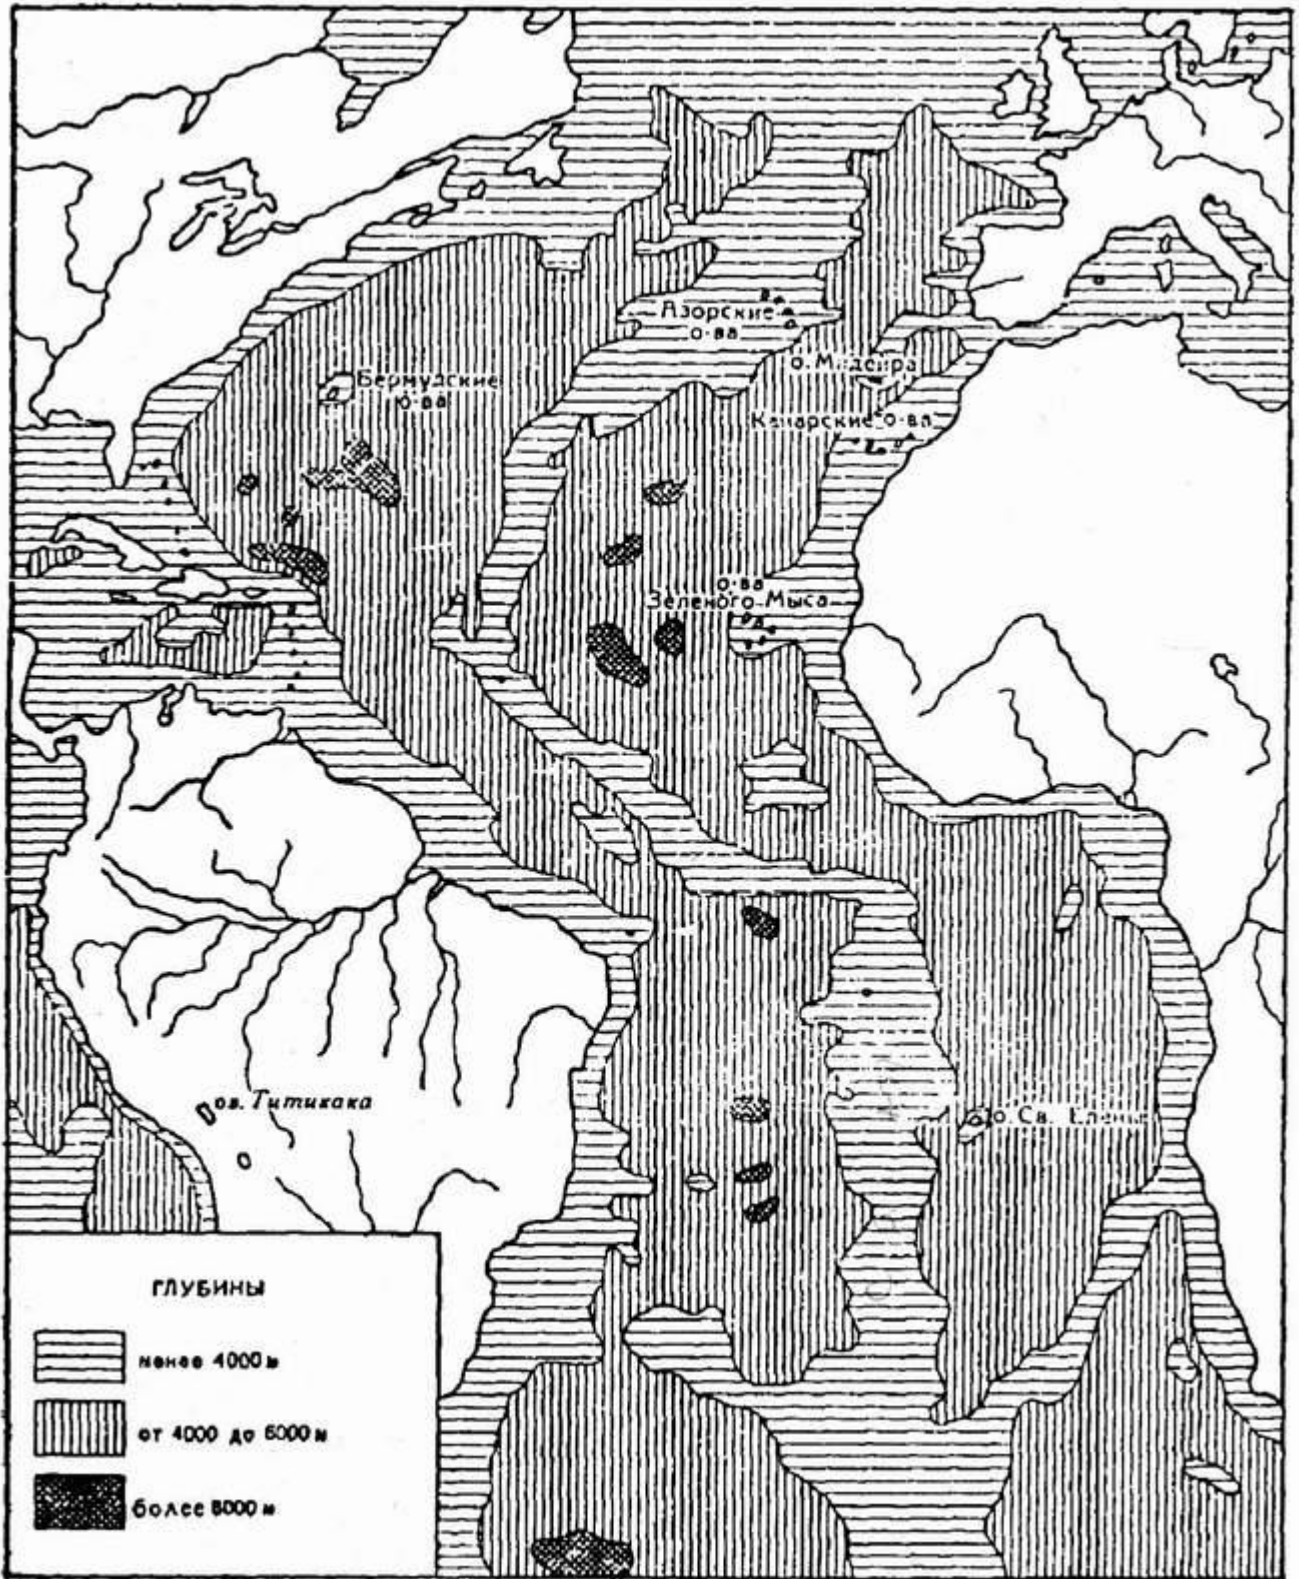 Азорские
о-ва
о. Мадейра
Бермудские
о-ва
Канарские о-ва
о-ва
Зеленого Мыса
оз. Титикака
о. Св. Елены
ГЛУБИНЫ
менее 4000 м
от 4000 до 6000 м
более 6000 м